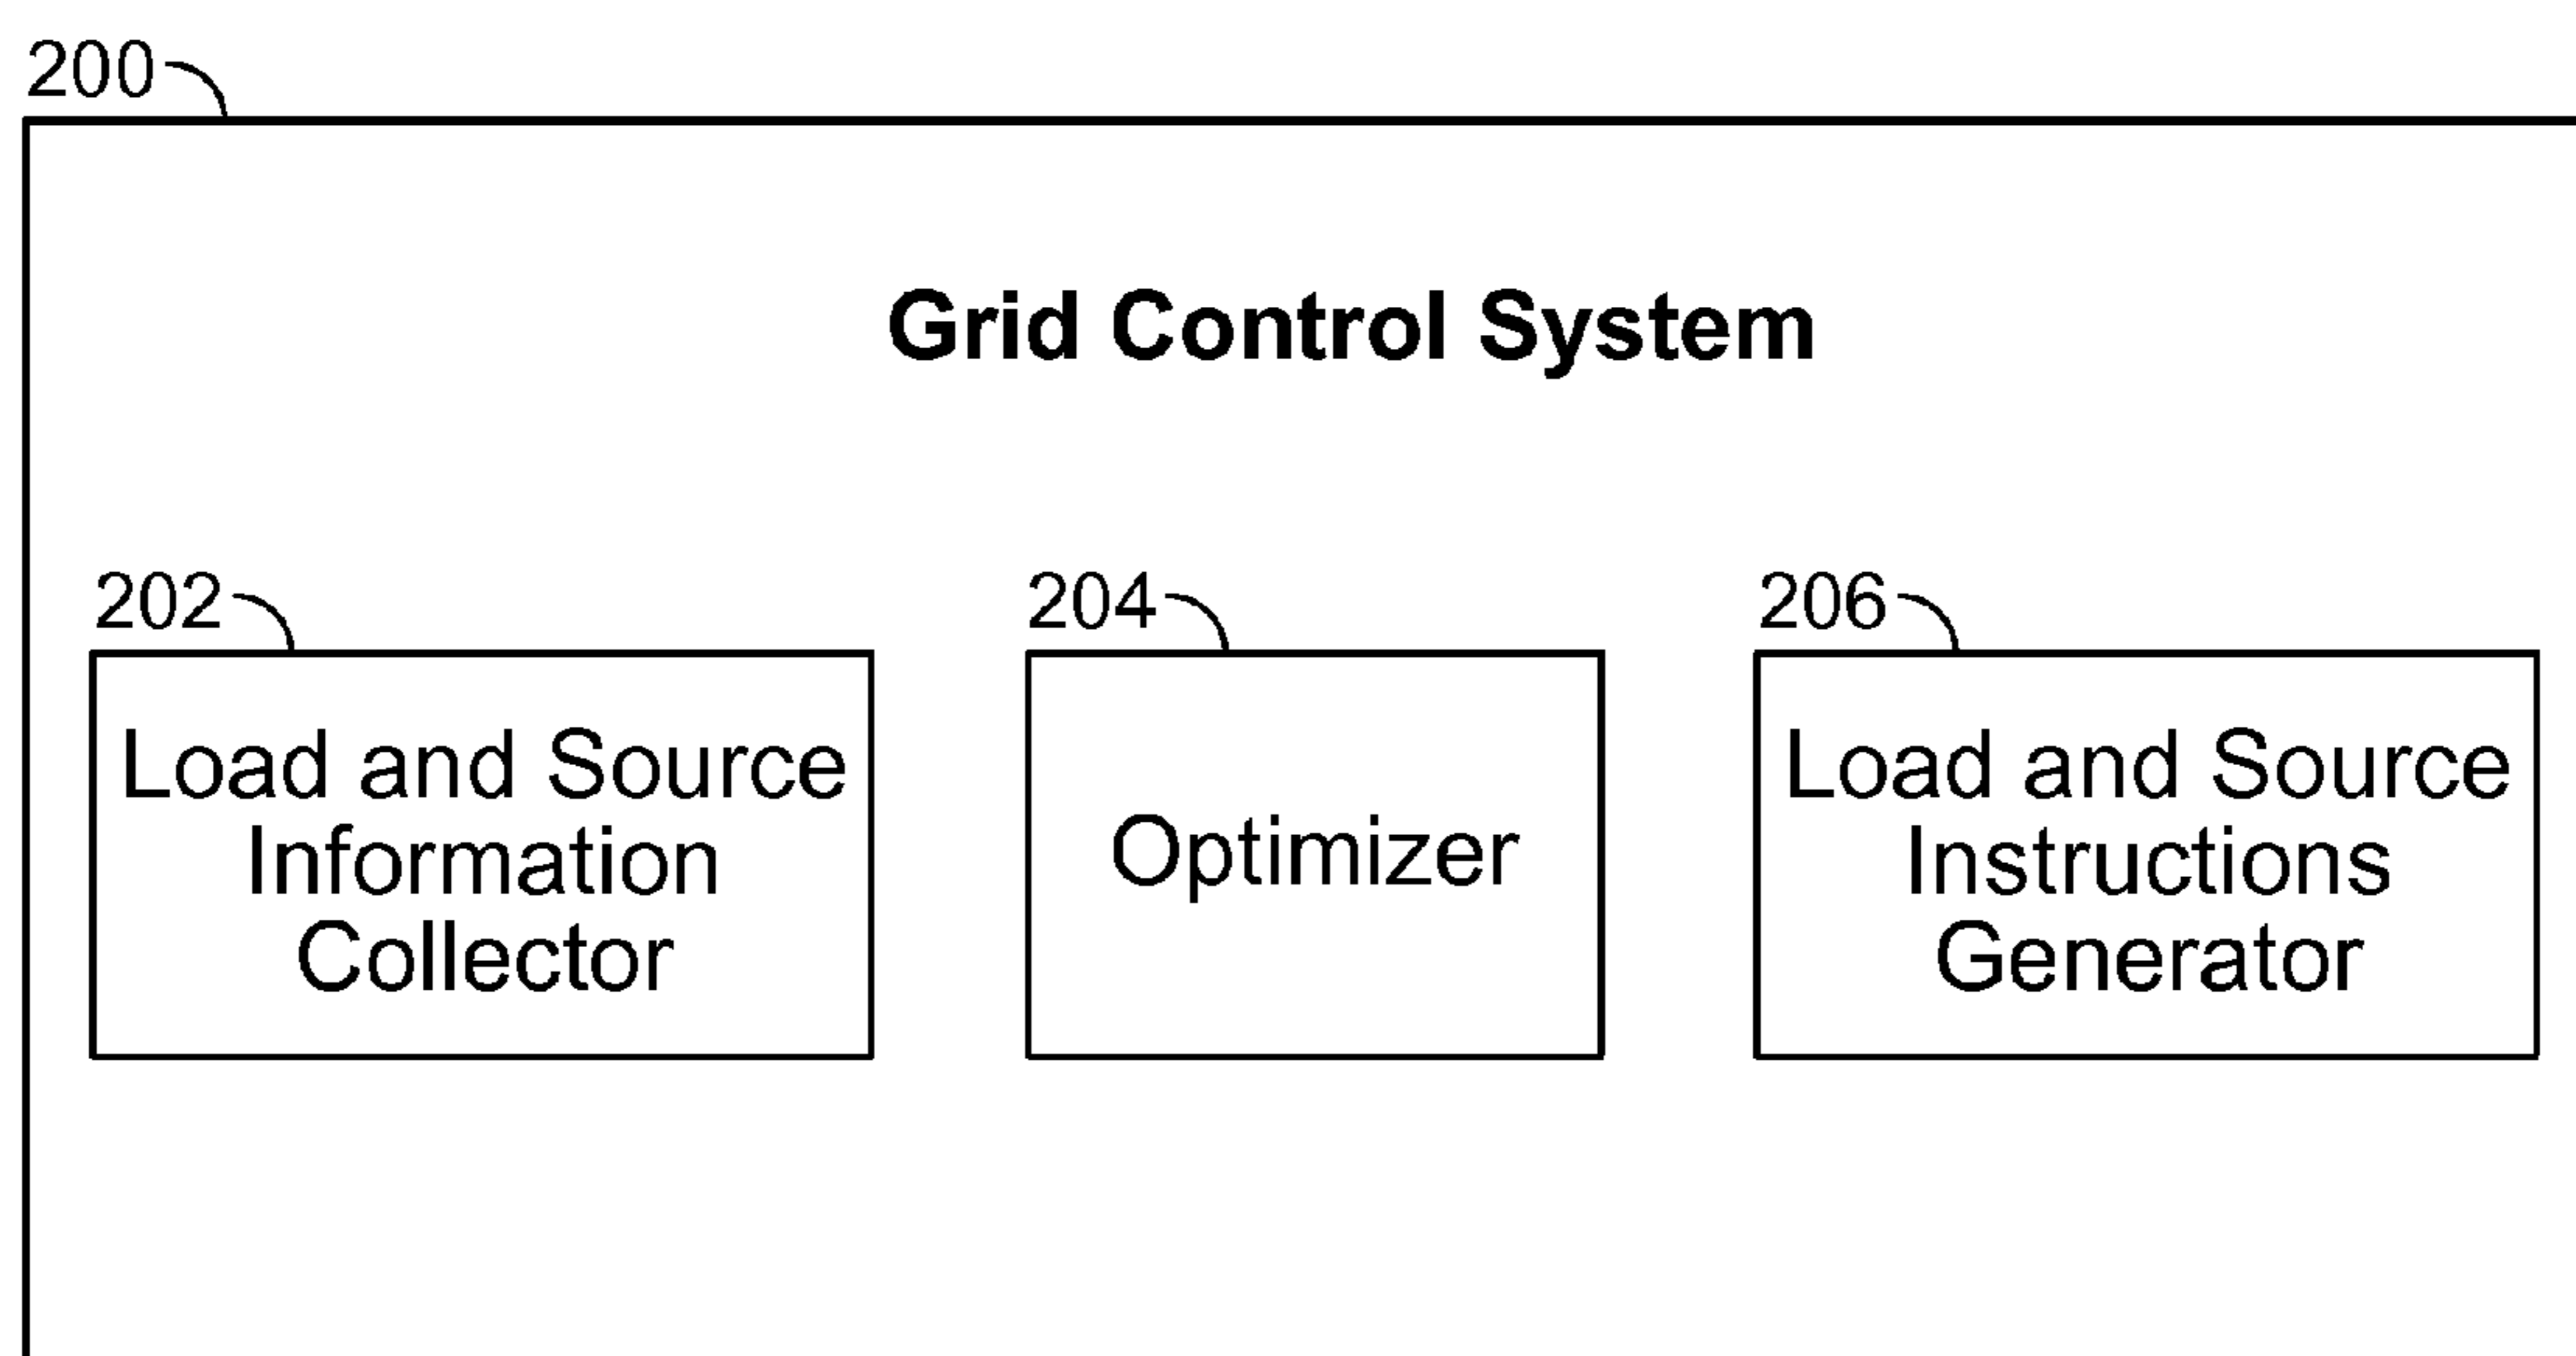 200
Grid Control System
202
204
206
Load and Source
Information
Collector
Optimizer
Load and Source
Instructions
Generator